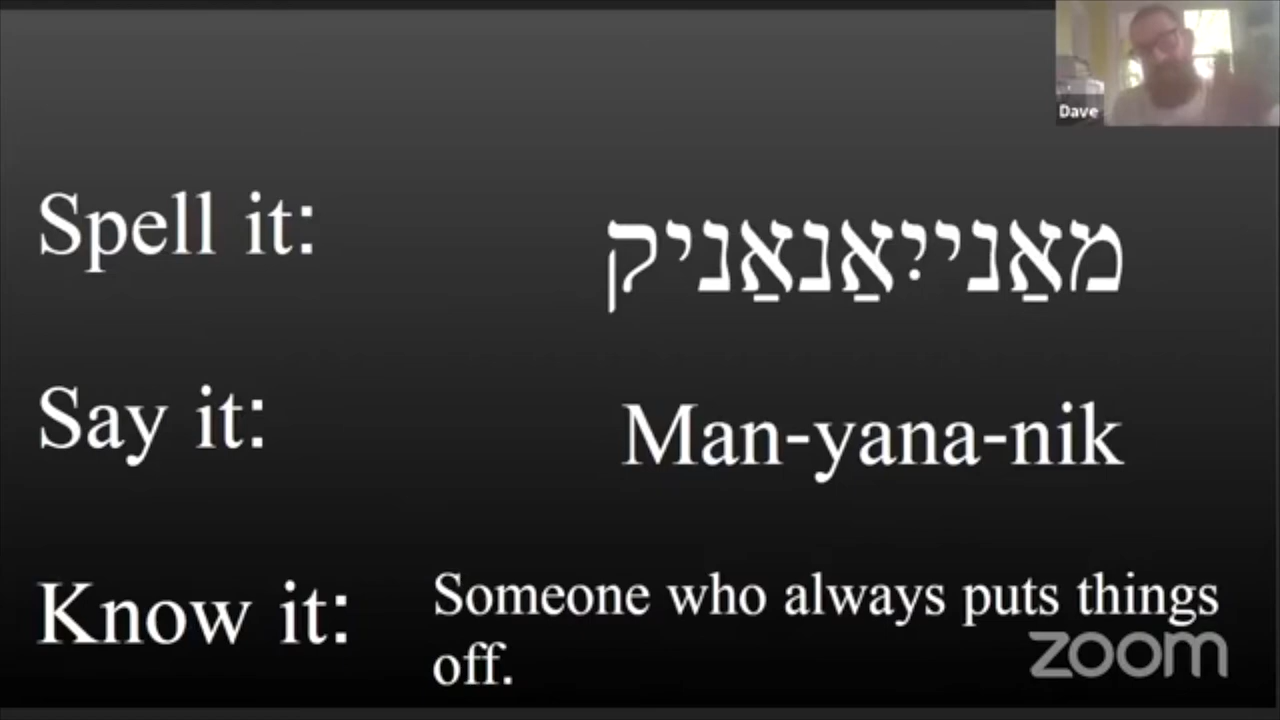 Dave
Spell it:
מאַנייִאַנאַניק
Say it:
Man-yana-nik
Know it:
Someone who always puts things
off.
zoom